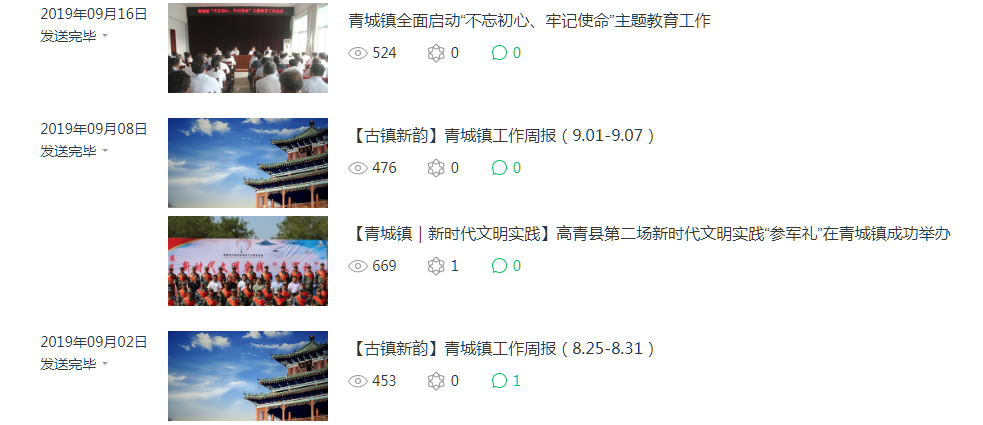 2019年09月16日
发送完毕
青城镇全面启动“不忘初心、牢记使命”主题教育工作
524 0 0
2019年09月08日
发送完毕
【古镇新韵】青城镇工作周报（9.01-9.07）
476 0 0
【青城镇｜新时代文明实践】高青县第二场新时代文明实践“参军礼”在青城镇成功举办
669 1 0
2019年09月02日
发送完毕
【古镇新韵】青城镇工作周报（8.25-8.31）
453 0 1